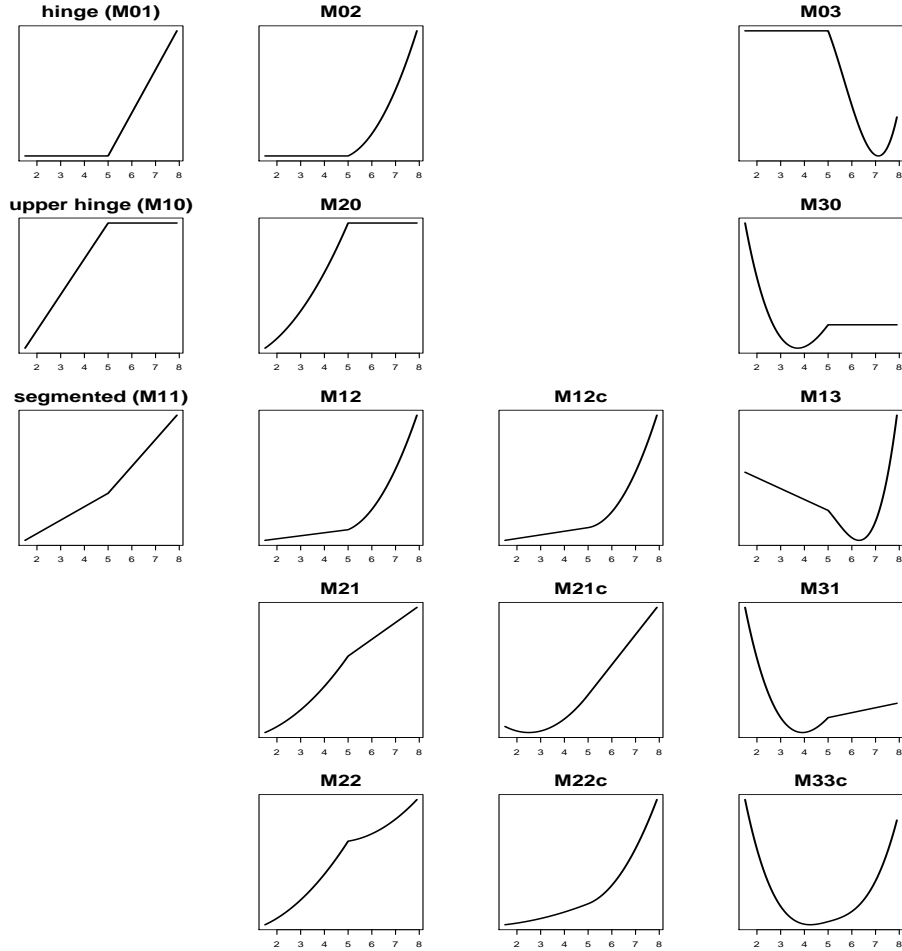 hinge (M01) M02 M03
2 3 4 5 6 7 8 2 3 4 5 6 7 8 2 3 4 5 6 7 8
upper hinge (M10) M20 M30
2 3 4 5 6 7 8 2 3 4 5 6 7 8 2 3 4 5 6 7 8
segmented (M11) M12 M12c M13
2 3 4 5 6 7 8 2 3 4 5 6 7 8 2 3 4 5 6 7 8 2 3 4 5 6 7 8
M21 M21c M31
2 3 4 5 6 7 8 2 3 4 5 6 7 8 2 3 4 5 6 7 8
M22 M22c M33c
2 3 4 5 6 7 8 2 3 4 5 6 7 8 2 3 4 5 6 7 8